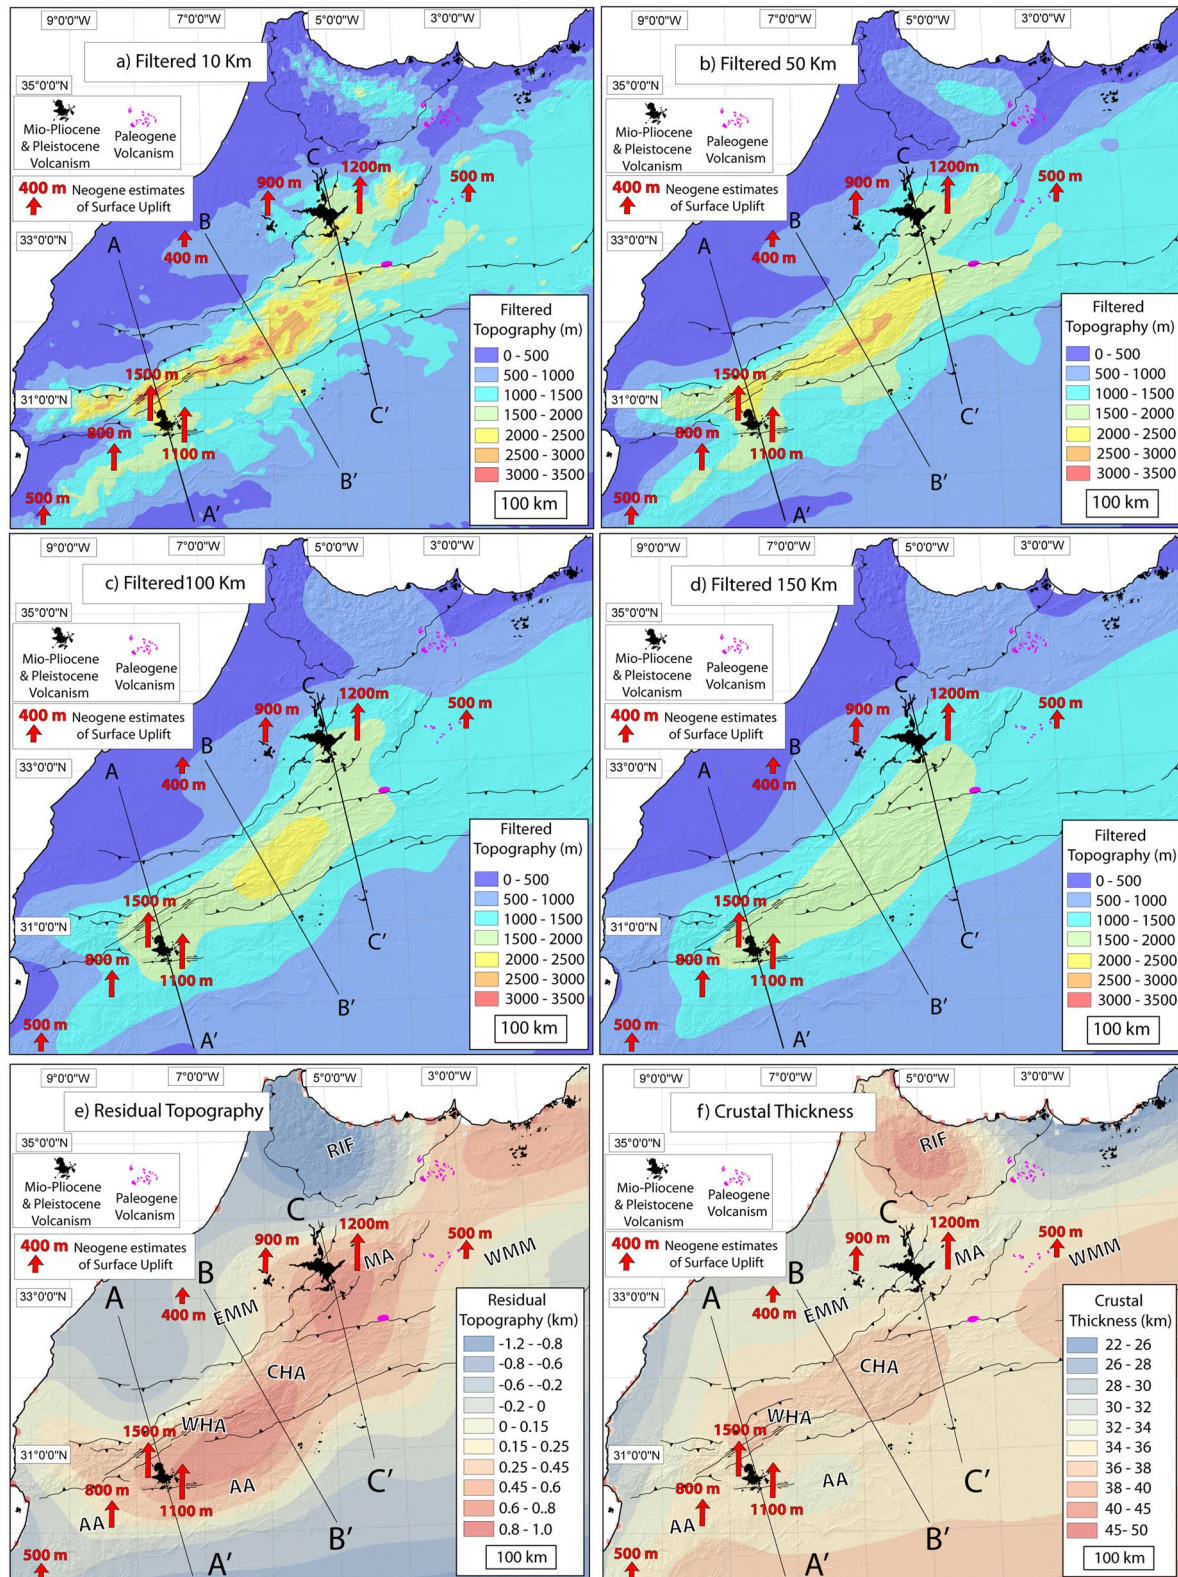 9°0'0"W
7°0'0"W
5°0'0"W
3°0'0"W
a) Filtered 10 Km
35°0'0"N
Mio-Pliocene
& Pleistocene
Volcanism
Paleogene
Volcanism
400 m
Neogene estimates
of Surface Uplift
33°0'0"N
31°0'0"N
A
B
C
900 m
1200m
500 m
400 m
1500 m
800 m
1100 m
500 m
A'
B'
C'
Filtered
Topography (m)
0 - 500
500 - 1000
1000 - 1500
1500 - 2000
2000 - 2500
2500 - 3000
3000 - 3500
100 km
9°0'0"W
7°0'0"W
5°0'0"W
3°0'0"W
b) Filtered 50 Km
35°0'0"N
Mio-Pliocene
& Pleistocene
Volcanism
Paleogene
Volcanism
400 m
Neogene estimates
of Surface Uplift
33°0'0"N
31°0'0"N
A
B
C
900 m
1200m
500 m
400 m
1500 m
800 m
1100 m
500 m
A'
B'
C'
Filtered
Topography (m)
0 - 500
500 - 1000
1000 - 1500
1500 - 2000
2000 - 2500
2500 - 3000
3000 - 3500
100 km
9°0'0"W
7°0'0"W
5°0'0"W
3°0'0"W
c) Filtered100 Km
35°0'0"N
Mio-Pliocene
& Pleistocene
Volcanism
Paleogene
Volcanism
400 m
Neogene estimates
of Surface Uplift
33°0'0"N
31°0'0"N
A
B
C
900 m
1200m
500 m
400 m
1500 m
800 m
1100 m
500 m
A'
B'
C'
Filtered
Topography (m)
0 - 500
500 - 1000
1000 - 1500
1500 - 2000
2000 - 2500
2500 - 3000
3000 - 3500
100 km
9°0'0"W
7°0'0"W
5°0'0"W
3°0'0"W
d) Filtered 150 Km
35°0'0"N
Mio-Pliocene
& Pleistocene
Volcanism
Paleogene
Volcanism
400 m
Neogene estimates
of Surface Uplift
33°0'0"N
31°0'0"N
A
B
C
900 m
1200m
500 m
400 m
1500 m
800 m
1100 m
500 m
A'
B'
C'
Filtered
Topography (m)
0 - 500
500 - 1000
1000 - 1500
1500 - 2000
2000 - 2500
2500 - 3000
3000 - 3500
100 km
9°0'0"W
7°0'0"W
5°0'0"W
3°0'0"W
e) Residual Topography
35°0'0"N
Mio-Pliocene
& Pleistocene
Volcanism
Paleogene
Volcanism
400 m
Neogene estimates
of Surface Uplift
33°0'0"N
31°0'0"N
RIF
A
B
C
900 m
1200m
MA
500 m
WMM
EMM
400 m
CHA
WHA
1500 m
AA
800 m
AA
1100 m
500 m
A'
B'
C'
Residual
Topography (km)
-1.2 - -0.8
-0.8 - -0.6
-0.6 - -0.2
-0.2 - 0
0 - 0.15
0.15 - 0.25
0.25 - 0.45
0.45 - 0.6
0.6 - 0..8
0.8 - 1.0
100 km
9°0'0"W
7°0'0"W
5°0'0"W
3°0'0"W
f) Crustal Thickness
35°0'0"N
Mio-Pliocene
& Pleistocene
Volcanism
Paleogene
Volcanism
400 m
Neogene estimates
of Surface Uplift
33°0'0"N
31°0'0"N
RIF
A
B
C
900 m
1200m
MA
500 m
WMM
EMM
400 m
CHA
WHA
1500 m
AA
800 m
AA
1100 m
500 m
A'
B'
C'
Crustal
Thickness (km)
22 - 26
26 - 28
28 - 30
30 - 32
32 - 34
34 - 36
36 - 38
38 - 40
40 - 45
45 - 50
100 km